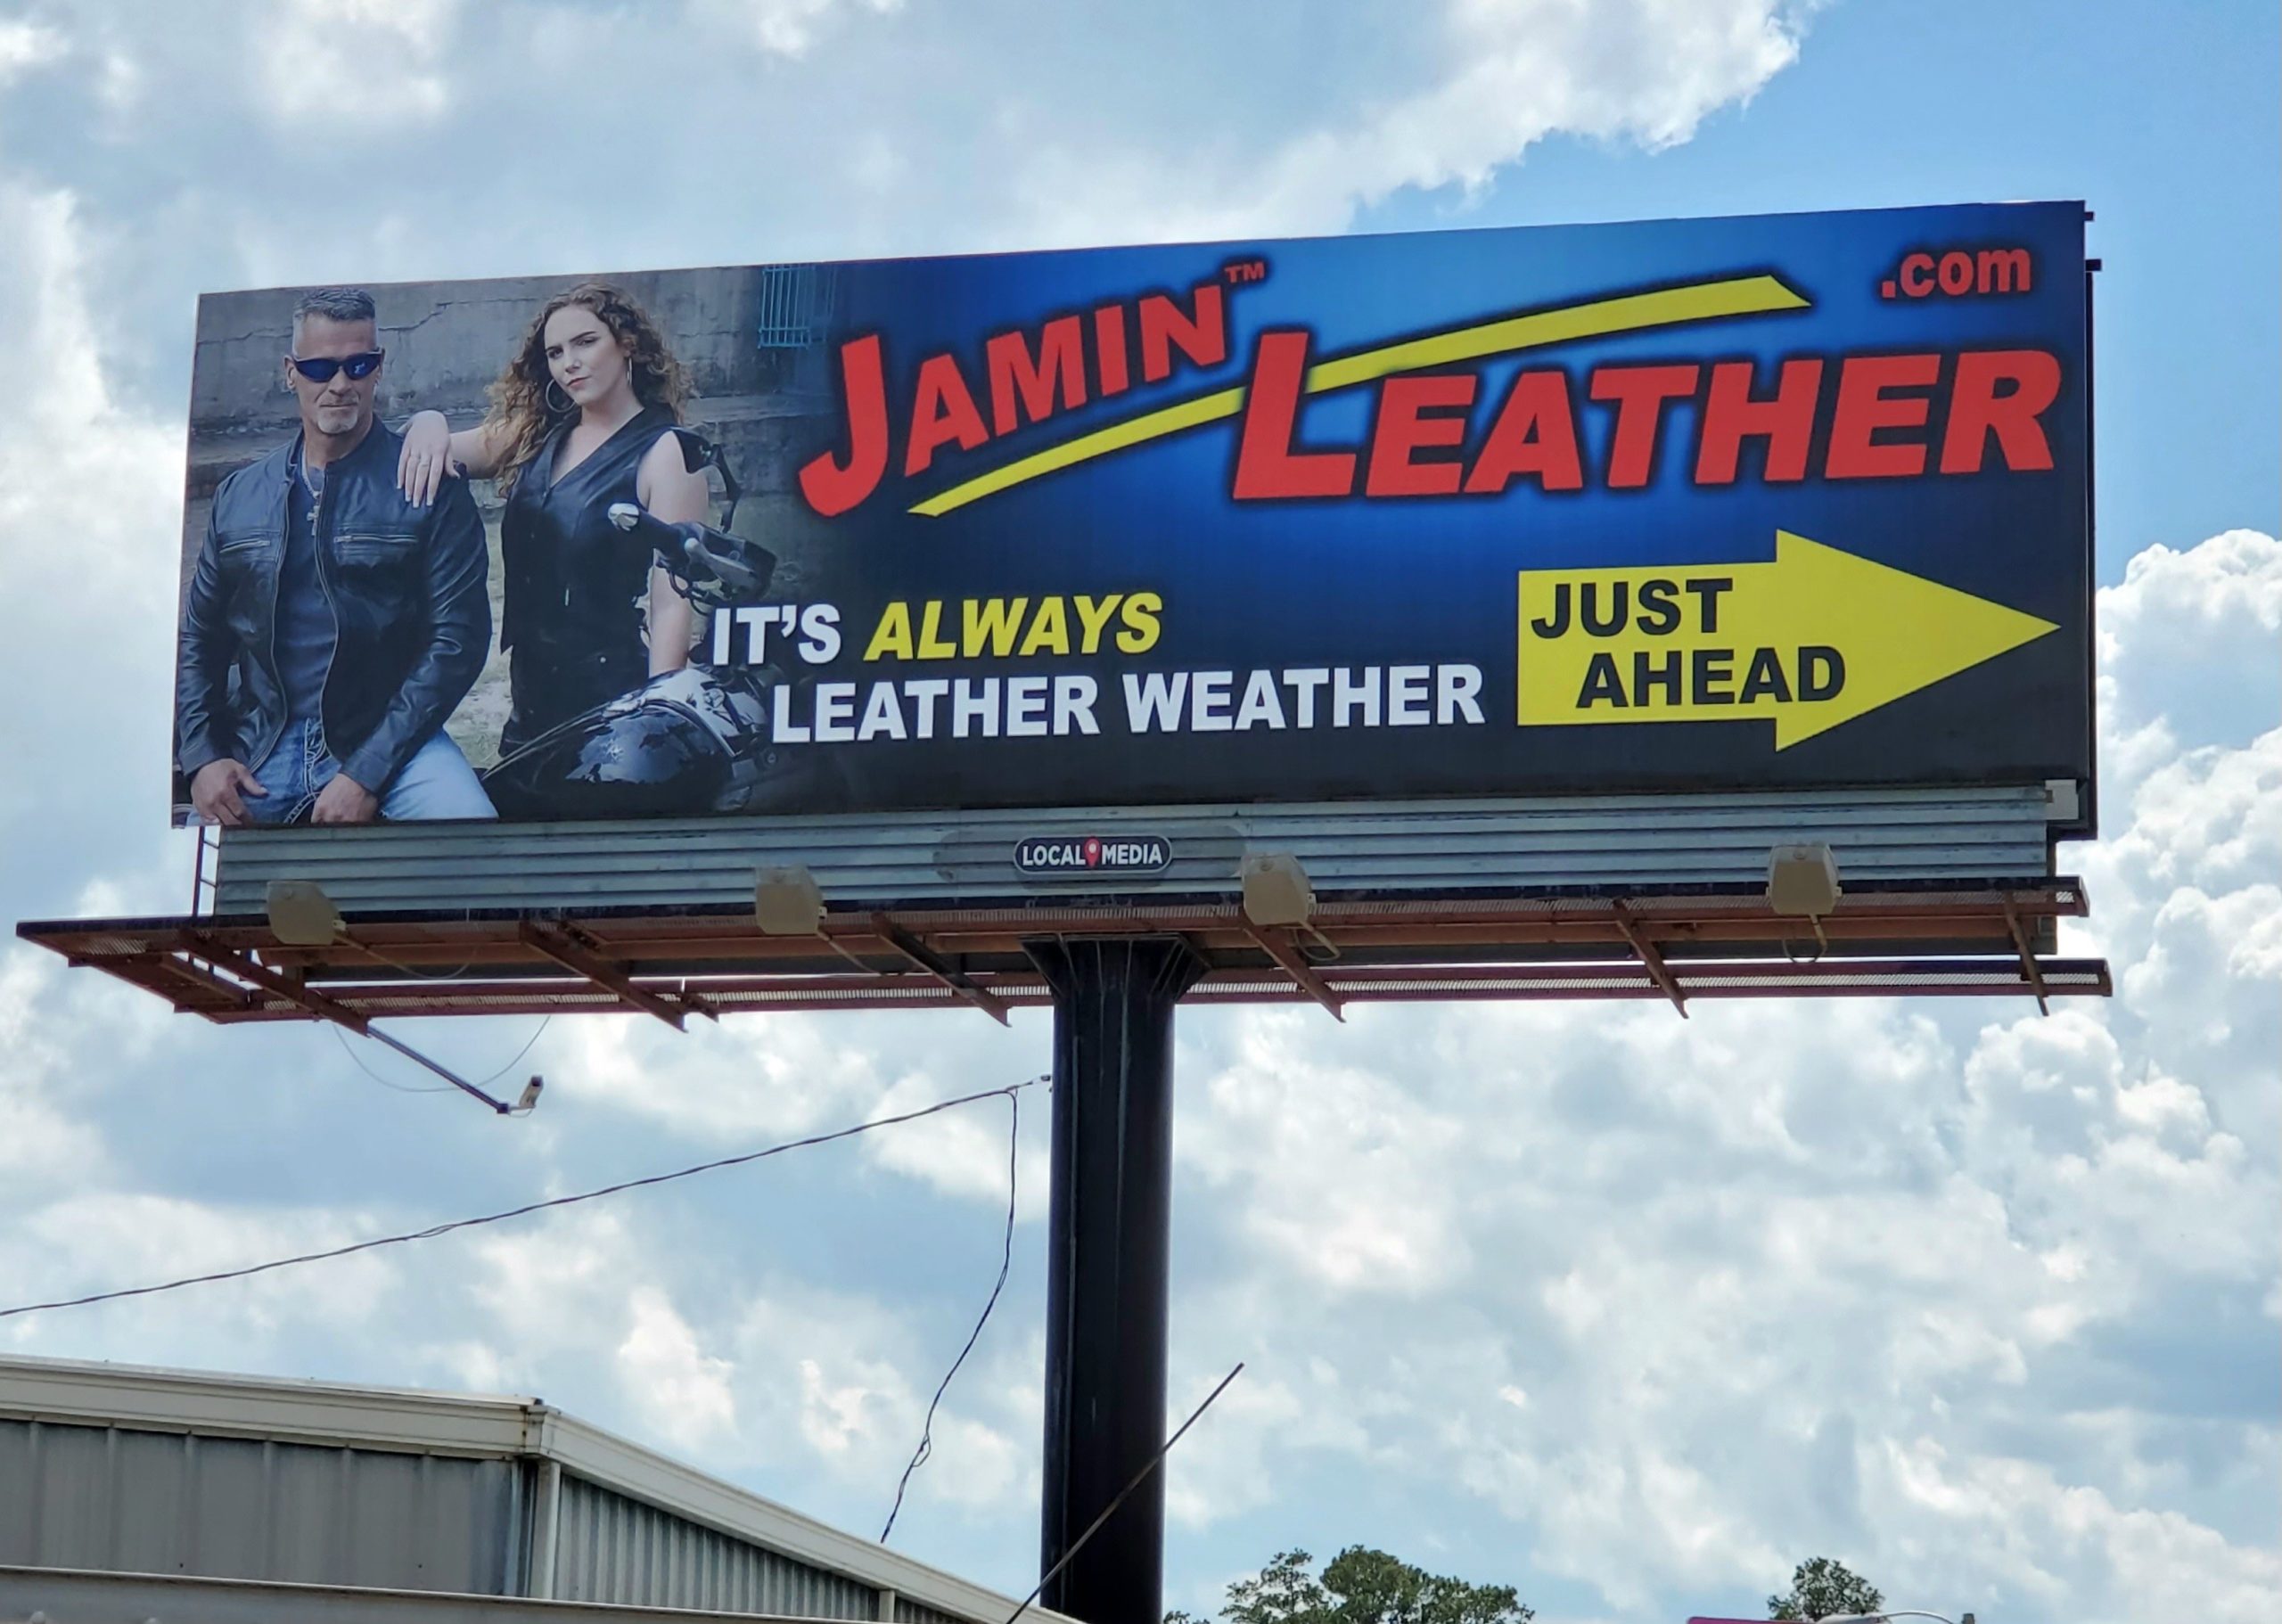 JAMIN™
LEATHER
.com
IT'S ALWAYS
LEATHER WEATHER
JUST
AHEAD
LOCAL MEDIA